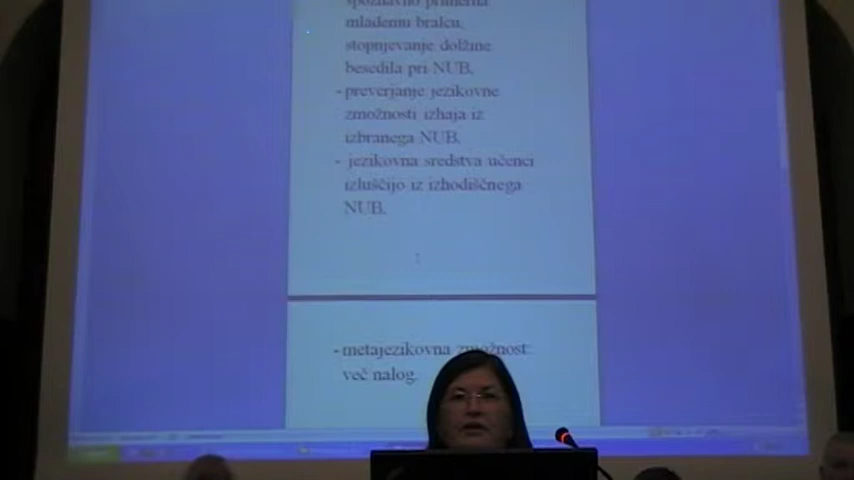 spoznavno primerna
mlademu bralcu,
stopnjevanje dolžine
besedila pri NUB.
-preverjanje jezikovne
zmožnosti izhaja iz
izbranega NUB.
- jezikovna sredstva učenci
izluščijo iz izhodiščnega
NUB.
-metajezikovna zmožnost:
več nalog.